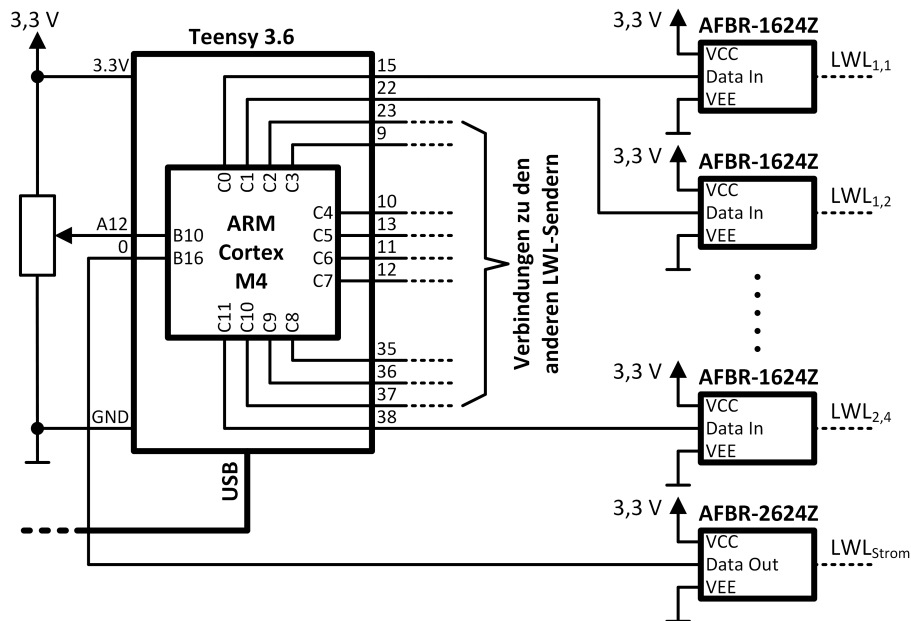 3,3 V
Teensy 3.6
3.3V
A12
0
GND
USB
ARM
Cortex
M4
C0
C1
C2
C3
C4
C5
C6
C7
C11
C10
C9
C8
B10
B16
15
22
23
9
10
13
11
12
35
36
37
38
Verbindungen zu den
anderen LWL-Sendern
3,3 V
AFBR-1624Z
VCC
Data In
VEE
LWL1,1
3,3 V
AFBR-1624Z
VCC
Data In
VEE
LWL1,2
3,3 V
AFBR-1624Z
VCC
Data In
VEE
LWL2,4
3,3 V
AFBR-2624Z
VCC
Data Out
VEE
LWLStrom